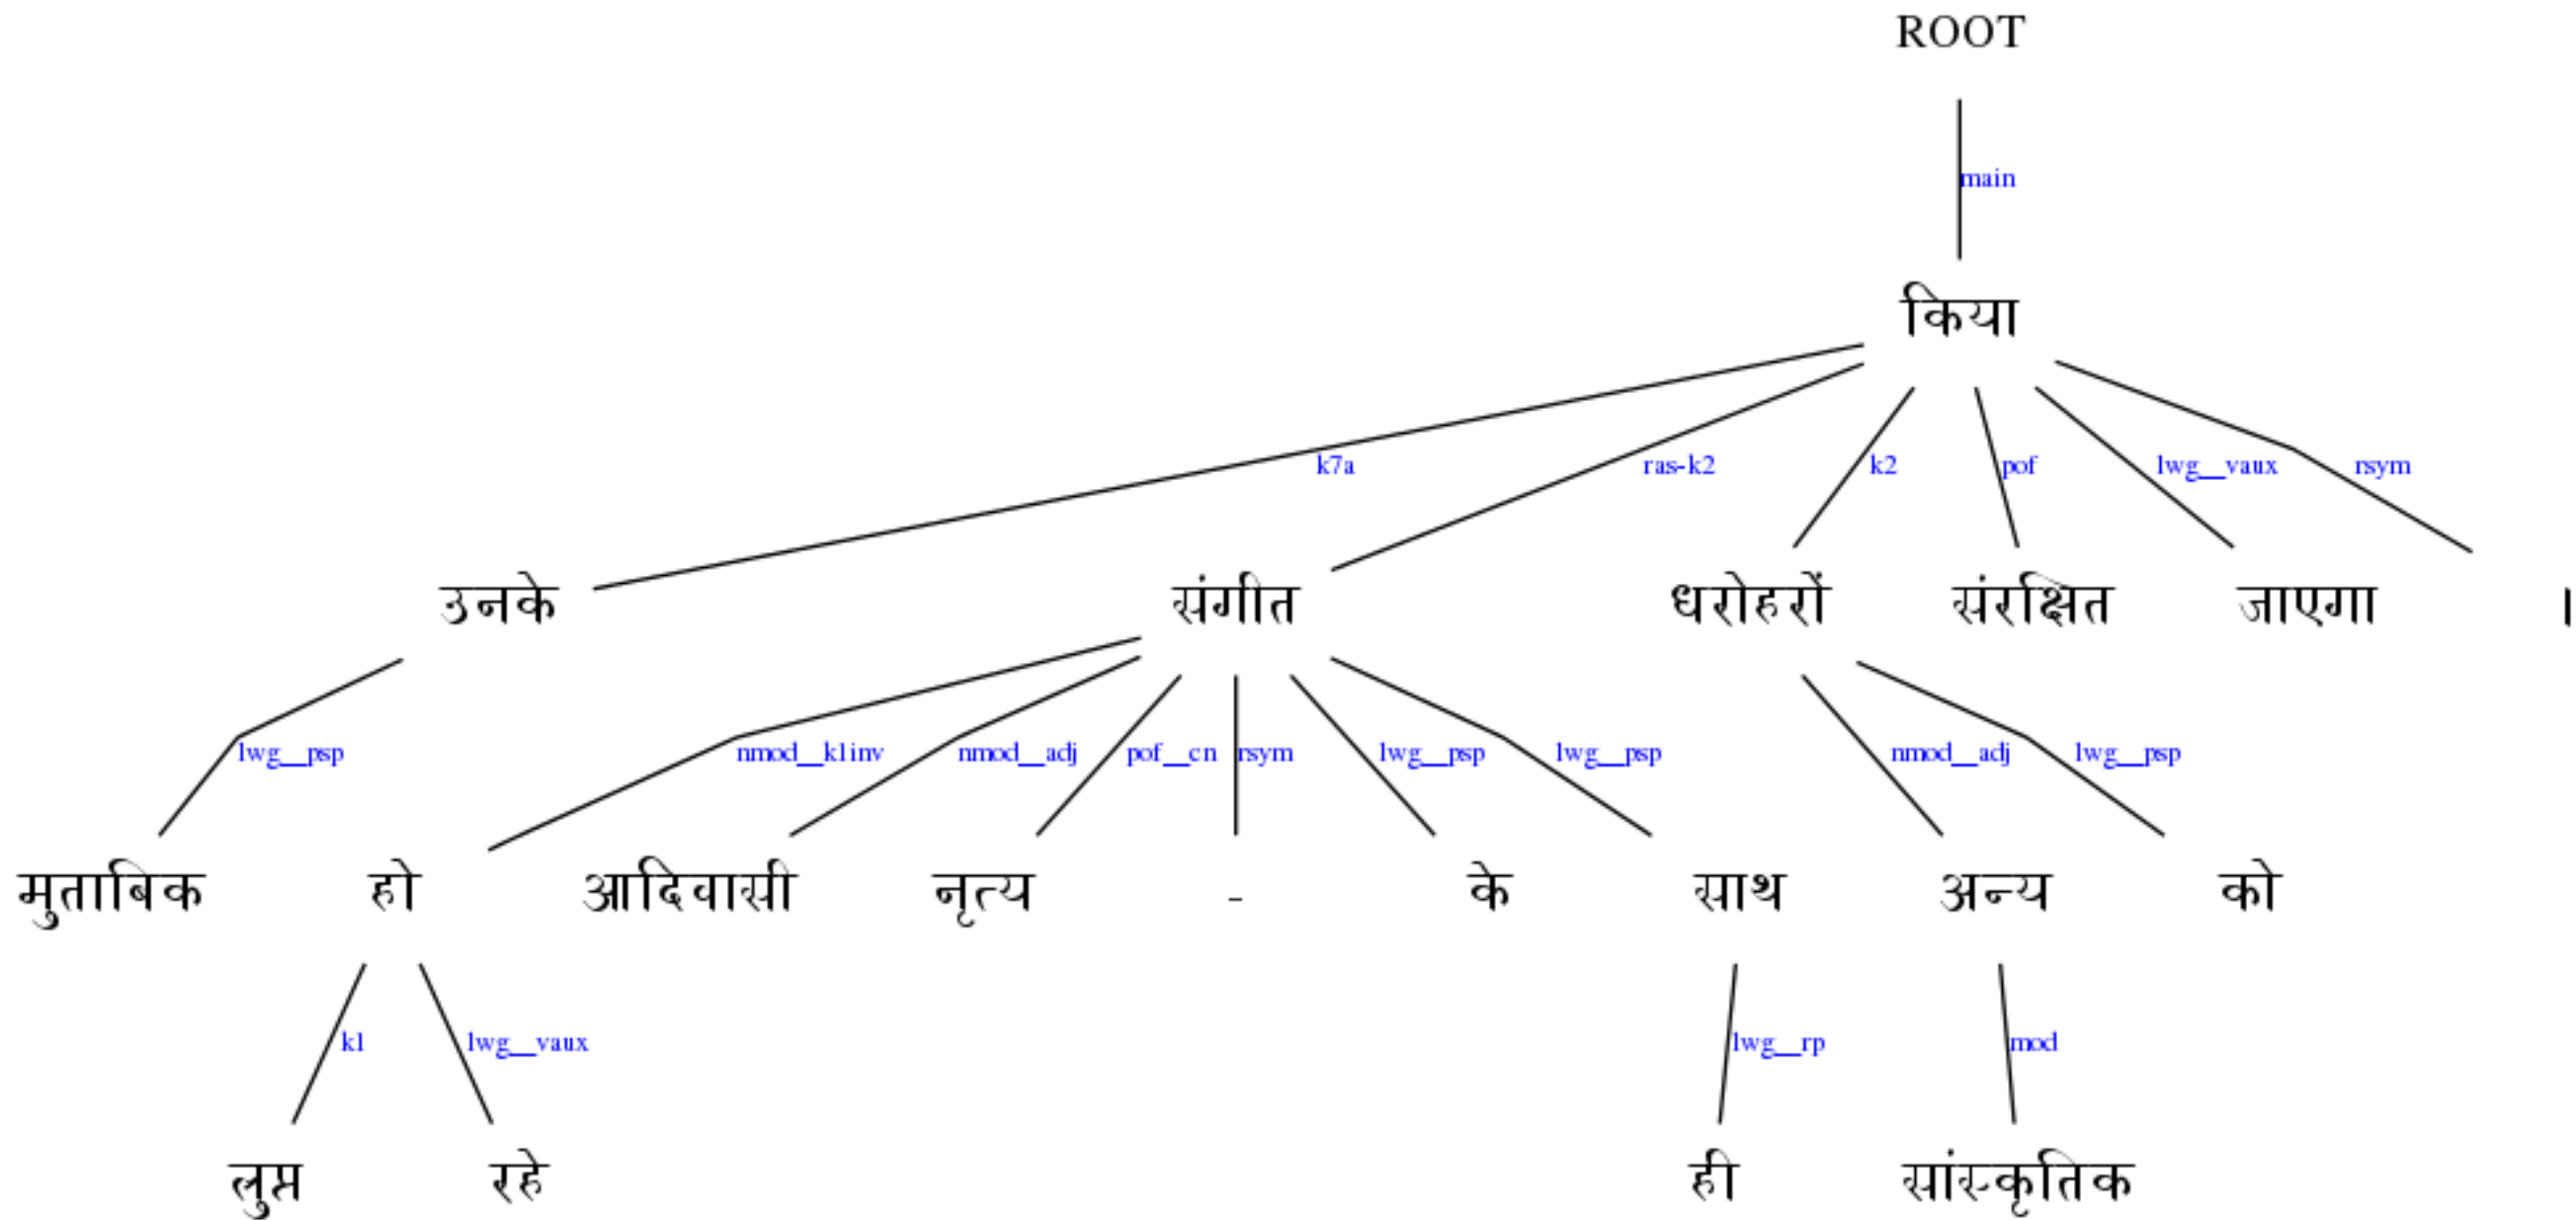 ROOT
main
किया
k7a ras-k2 k2 pof lwg__vaux rsym
उनके संगीत धरोहरों संरक्षित जाएगा ।
lwg__psp nmod__k1inv nmod__adj pof__cn rsym lwg__psp lwg__psp nmod__adj lwg__psp
मुताबिक हो आदिवासी नृत्य - के साथ अन्य को
k1 lwg__vaux lwg__rp mod
लुप्त रहे ही सांस्कृतिक